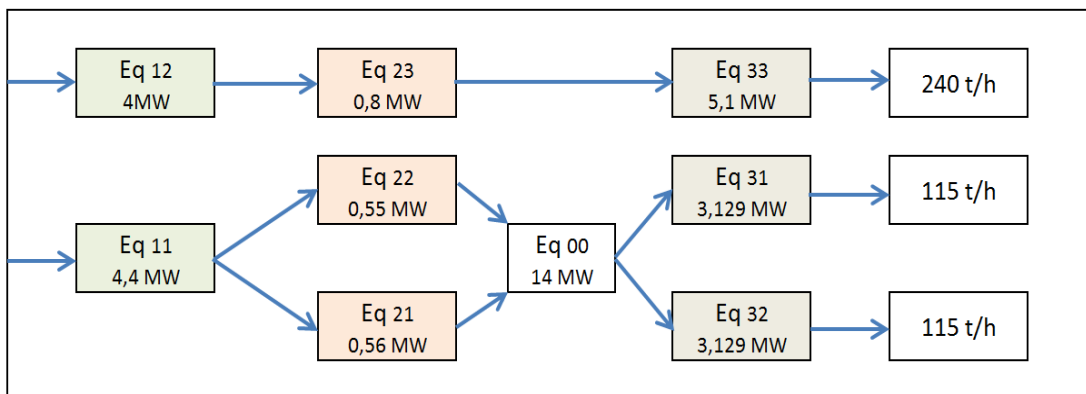 Eq 12
4MW
Eq 23
0,8 MW
Eq 33
5,1 MW
240 t/h
Eq 22
0,55 MW
Eq 31
3,129 MW
115 t/h
Eq 11
4,4 MW
Eq 00
14 MW
Eq 21
0,56 MW
Eq 32
3,129 MW
115 t/h